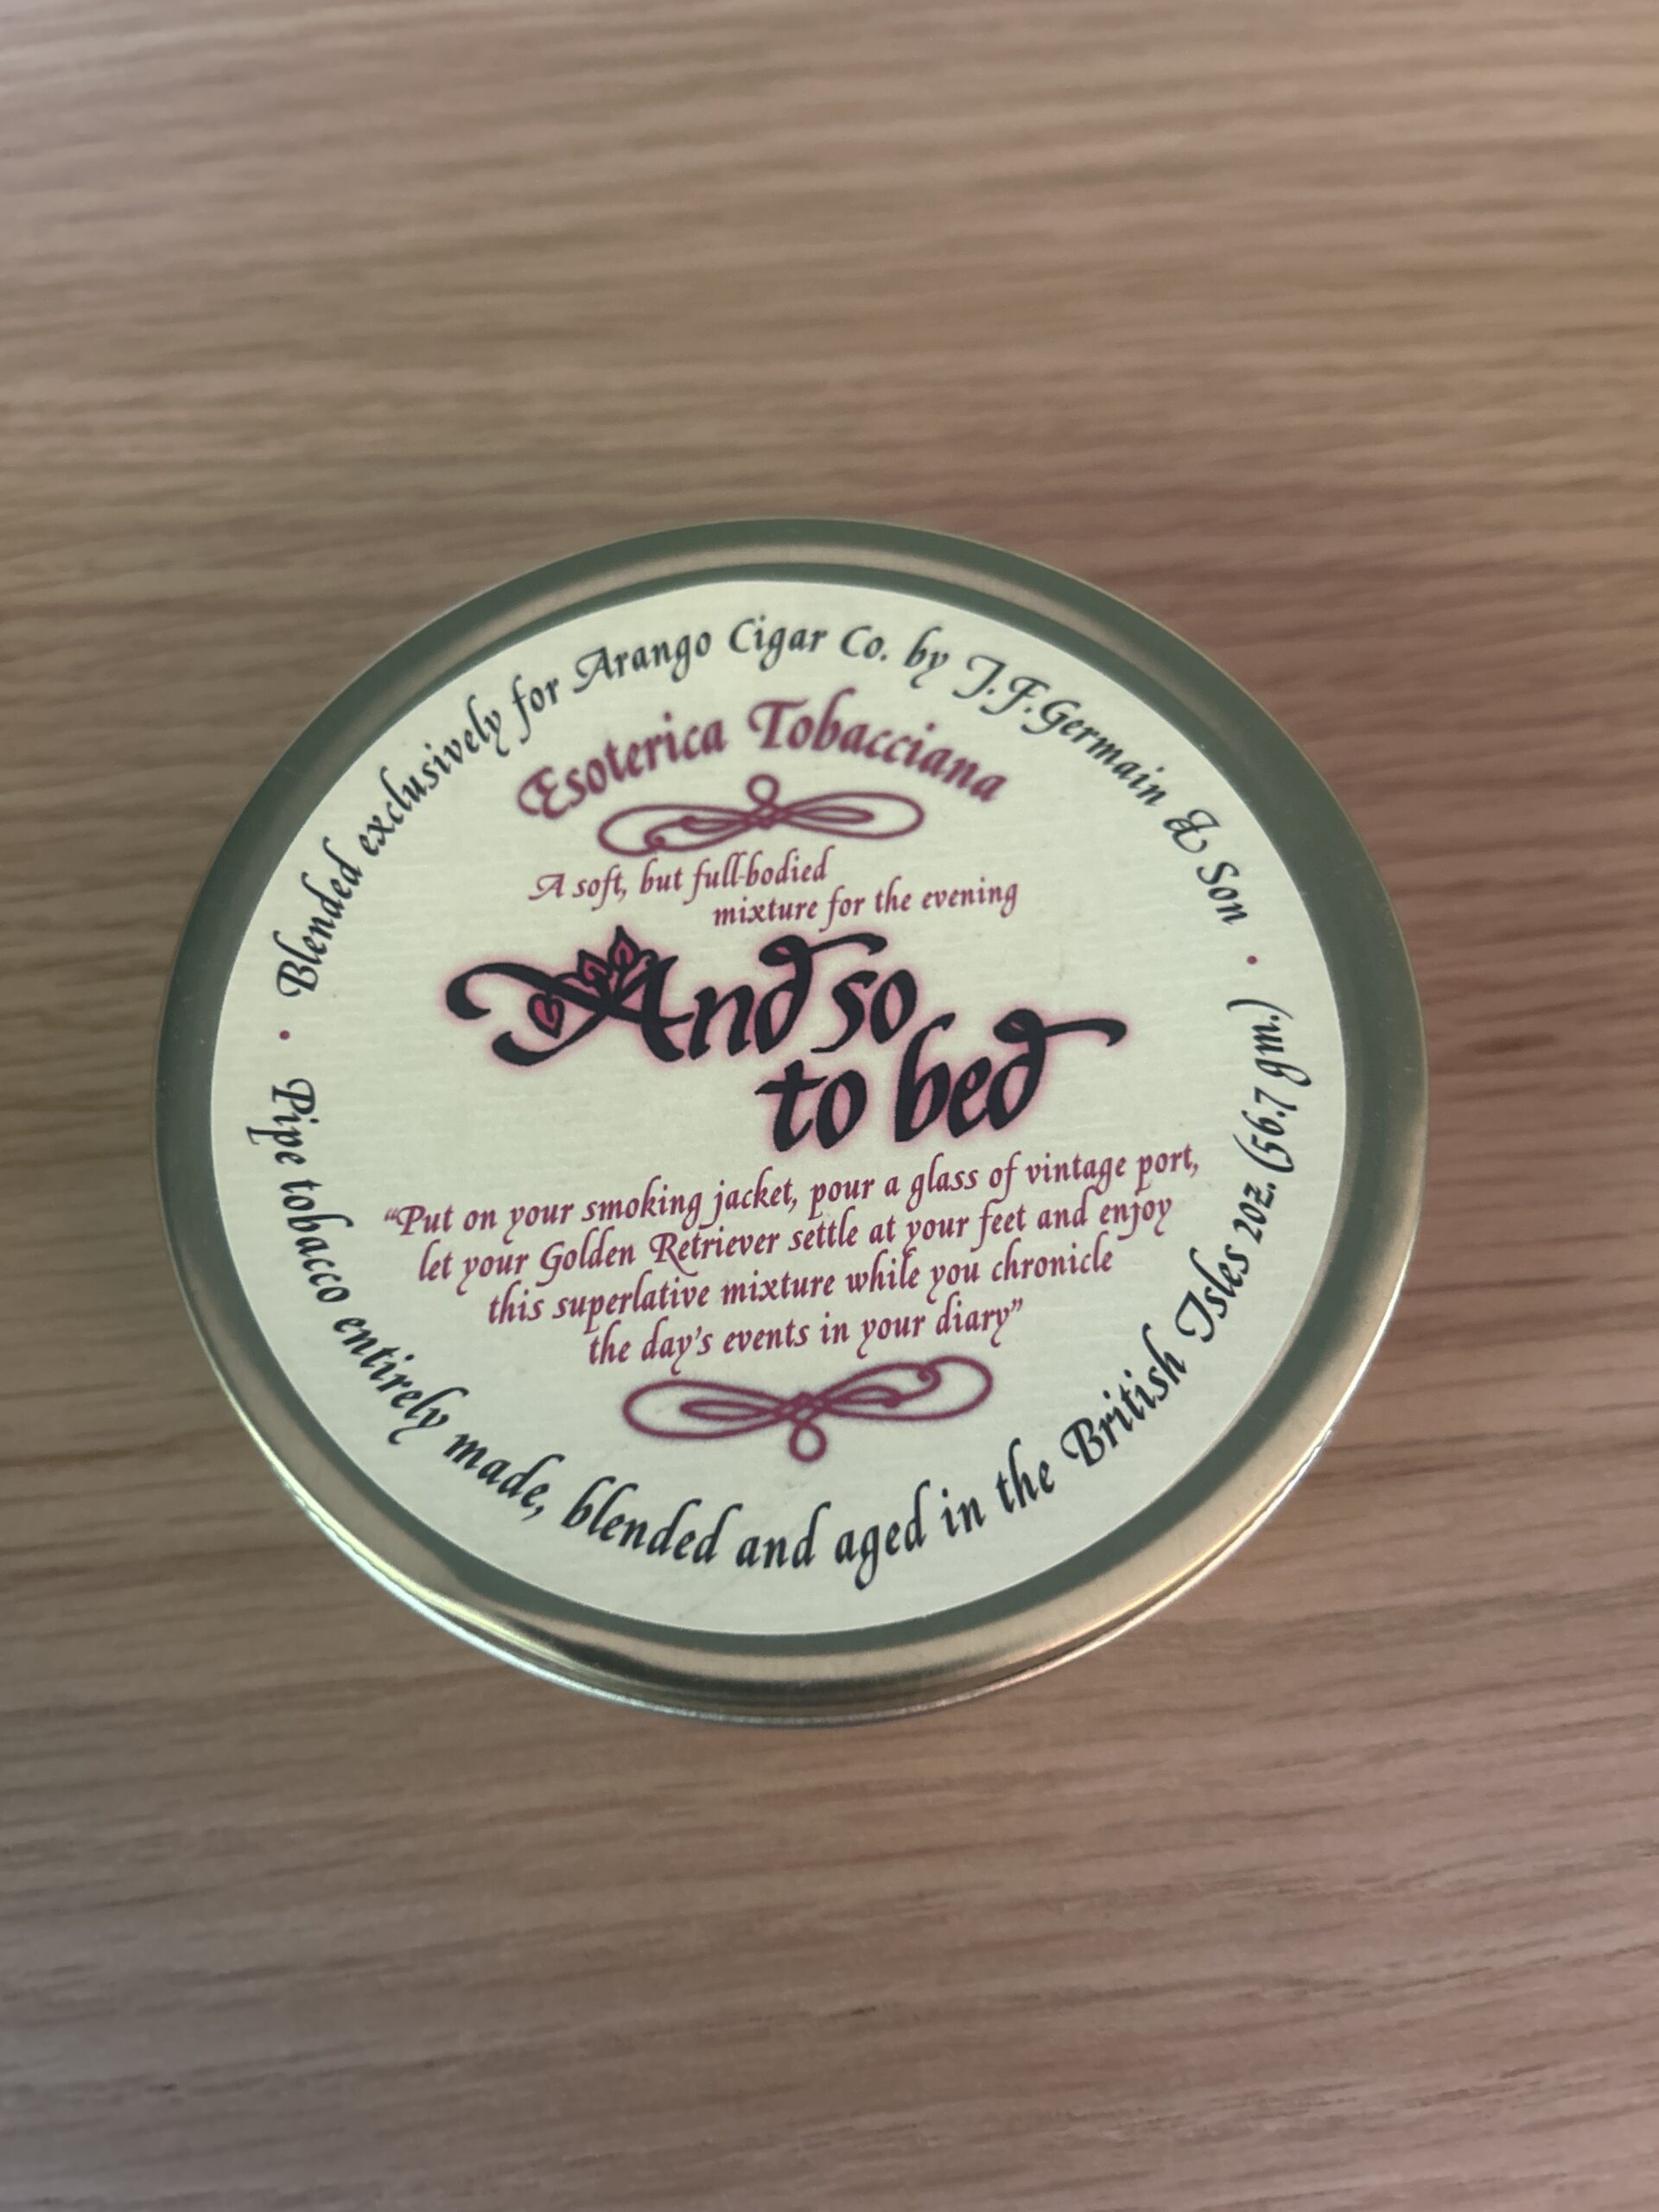 Blended exclusively for Arango Cigar Co. by J.F.Germain & Son
Esoterica Tobacciana
A soft, but full-bodied
mixture for the evening
And so
to bed
“Put on your smoking jacket, pour a glass of vintage port,
let your Golden Retriever settle at your feet and enjoy
this superlative mixture while you chronicle
the day's events in your diary”
Pipe tobacco entirely made, blended and aged in the British Isles 2oz. (56.7 gm.)